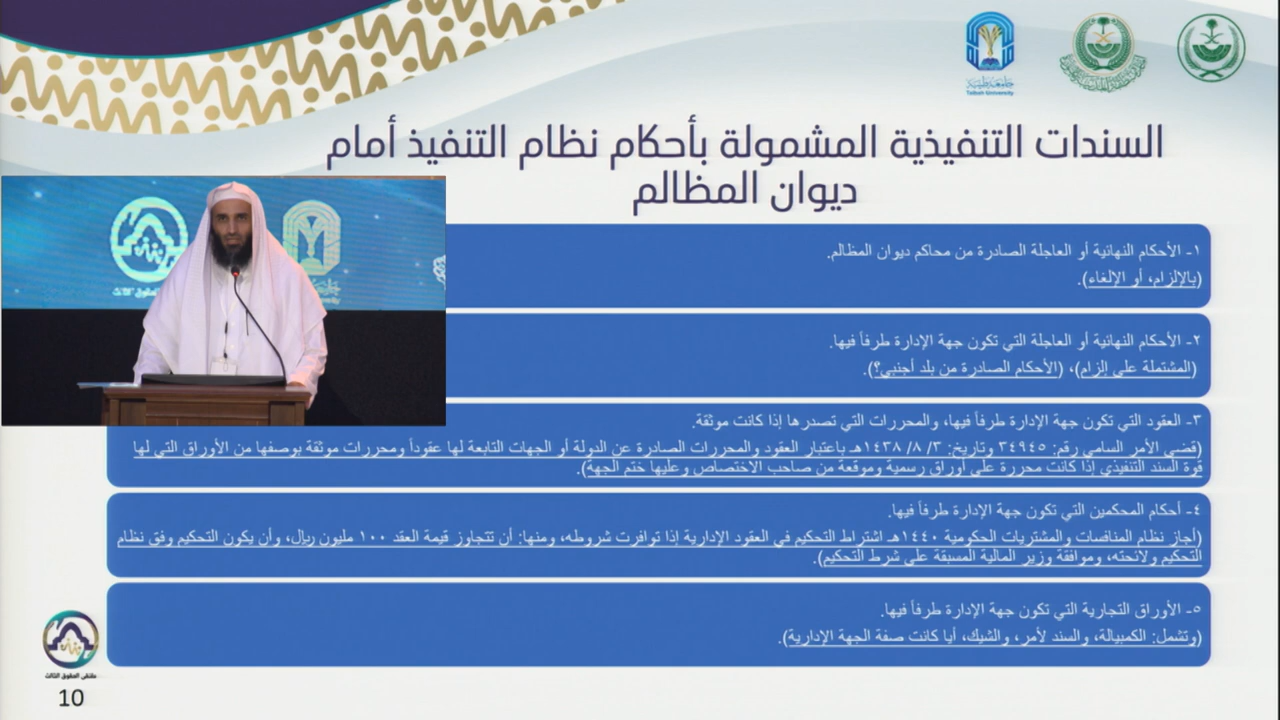 جامعة طيبة
Taibah University
السندات التنفيذية المشمولة بأحكام نظام التنفيذ أمام
ديوان المظالم
١- الأحكام النهائية أو العاجلة الصادرة من محاكم ديوان المظالم.
(بالإلزام، أو الإلغاء).
٢- الأحكام النهائية أو العاجلة التي تكون جهة الإدارة طرفاً فيها.
(المشتملة على إلزام)، (الأحكام الصادرة من بلد أجنبي؟).
٣- العقود التي تكون جهة الإدارة طرفاً فيها، والمحررات التي تصدرها إذا كانت موثقة.
(قضى الأمر السامي رقم: ٣٤٩٤٥ وتاريخ: ٣/ ٨/ ١٤٣٨هـ باعتبار العقود والمحررات الصادرة عن الدولة أو الجهات التابعة لها عقوداً ومحررات موثقة بوصفها من الأوراق التي لها
قوة السند التنفيذي إذا كانت محررة على أوراق رسمية وموقعة من صاحب الاختصاص وعليها ختم الجهة).
٤- أحكام المحكمين التي تكون جهة الإدارة طرفاً فيها.
(أجاز نظام المنافسات والمشتريات الحكومية ١٤٤٠هـ اشتراط التحكيم في العقود الإدارية إذا توافرت شروطه، ومنها: أن تتجاوز قيمة العقد ١٠٠ مليون ريال، وأن يكون التحكيم وفق نظام
التحكيم ولائحته، وموافقة وزير المالية المسبقة على شرط التحكيم).
٥- الأوراق التجارية التي تكون جهة الإدارة طرفاً فيها.
(وتشمل: الكمبيالة، والسند لأمر، والشيك، أيا كانت صفة الجهة الإدارية).
ملتقى الحقوق الثالث
10